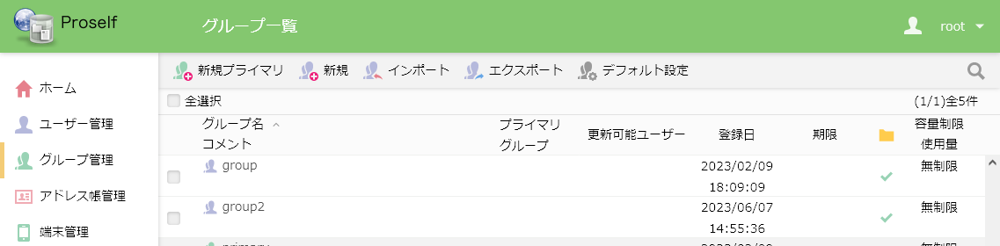 Proself
グループ一覧
root
新規プライマリ 新規 インポート エクスポート デフォルト設定
ホーム
ユーザー管理
グループ管理
アドレス帳管理
端末管理
全選択 (1/1)全5件
グループ名
コメント
プライマリ
グループ
更新可能ユーザー
登録日
期限
容量制限
使用量
group
2023/02/09
18:09:09
無制限
group2
2023/06/07
14:55:36
無制限